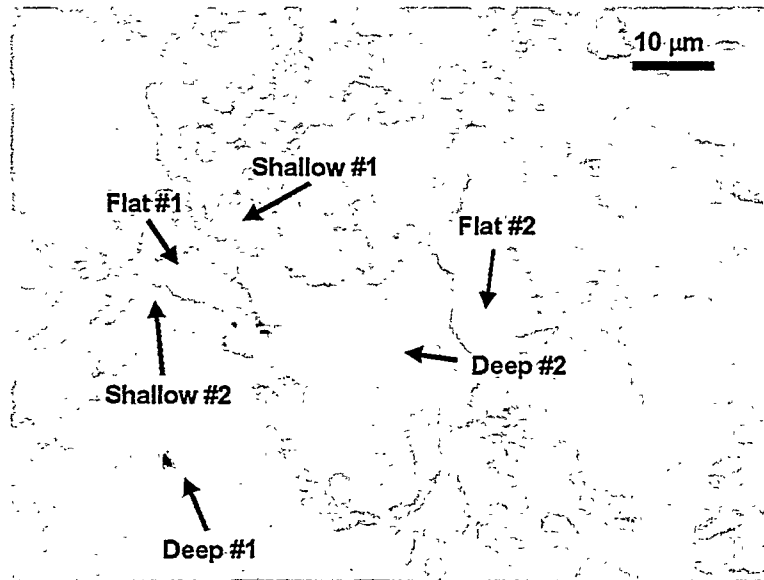 10 µm
Shallow #1
Flat #1
Flat #2
Deep #2
Shallow #2
Deep #1